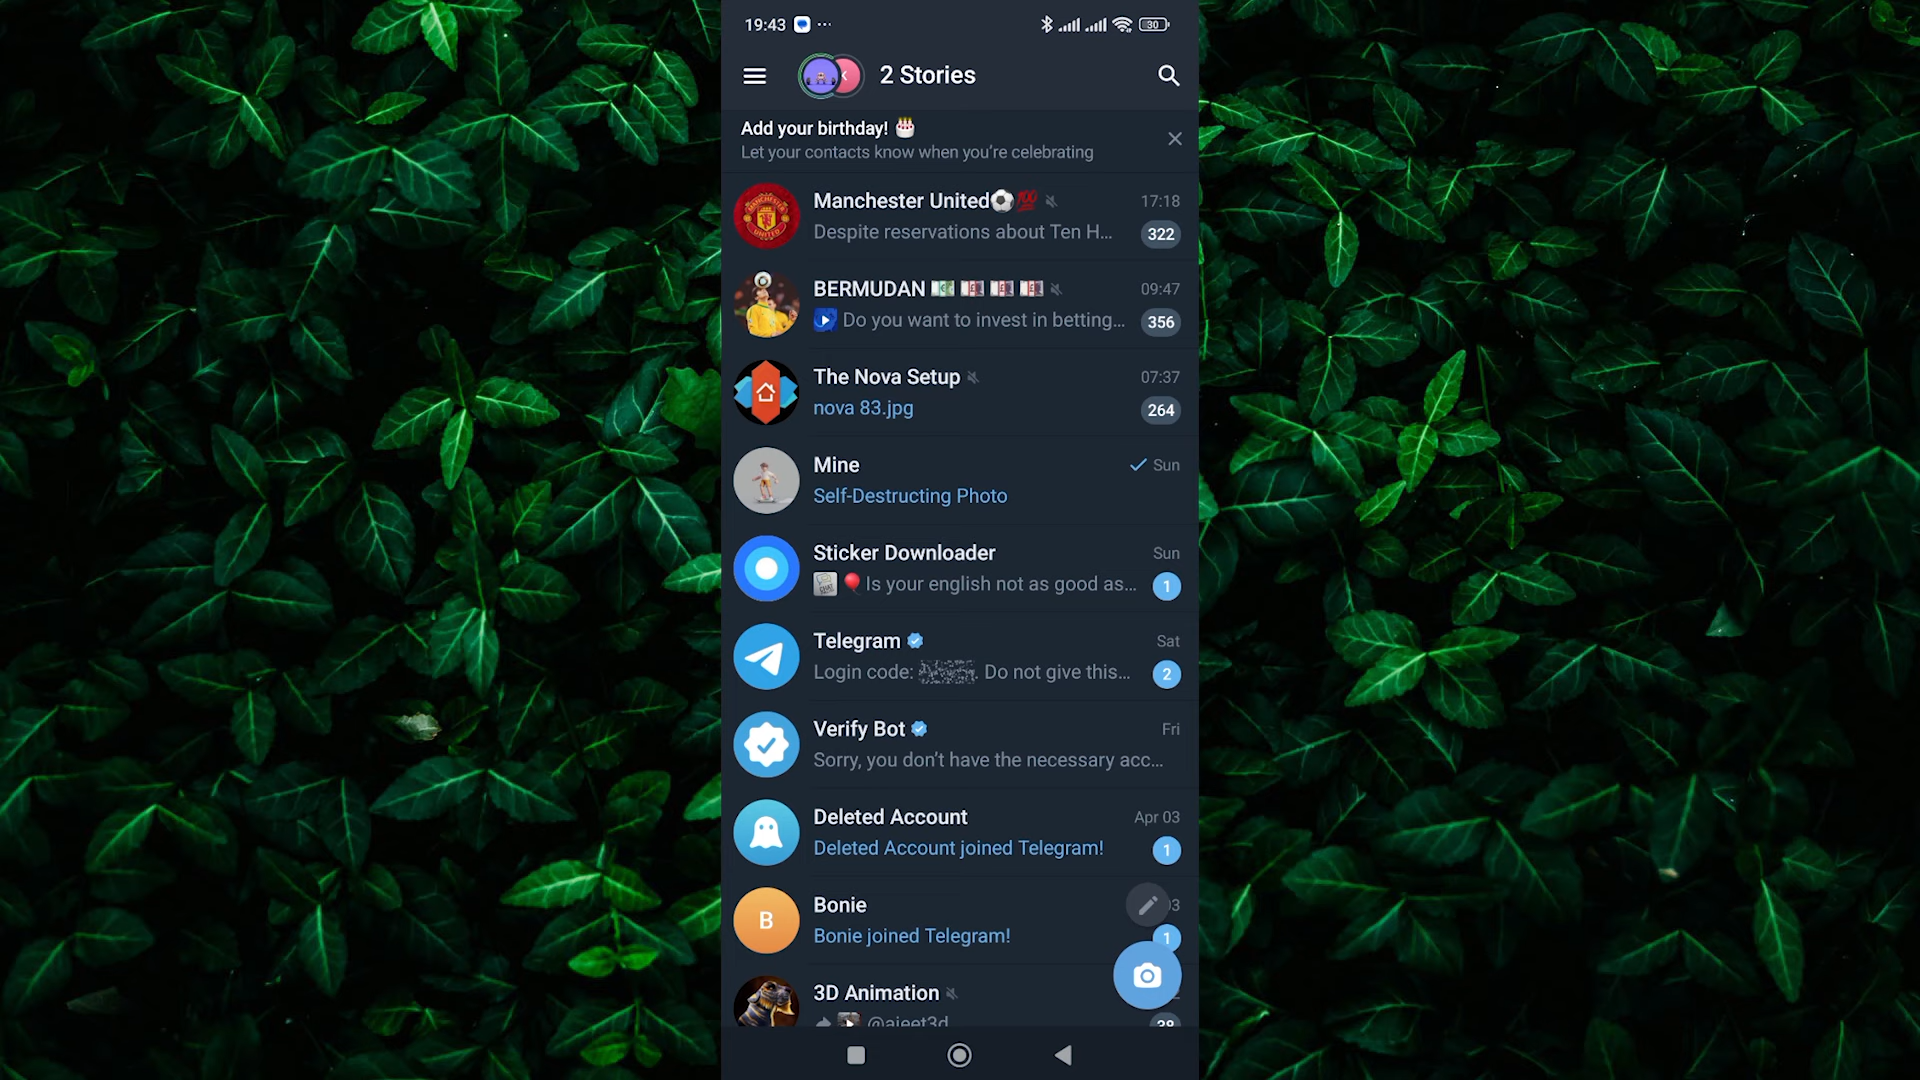 19:43 ... 30
2 Stories
Add your birthday! 🎂
Let your contacts know when you're celebrating
Manchester United⚽💯 17:18
Despite reservations about Ten H... 322
BERMUDAN 💶 💷 💷 💷 09:47
Do you want to invest in betting... 356
The Nova Setup 07:37
nova 83.jpg 264
Mine Sun
Self-Destructing Photo
Sticker Downloader Sun
🎈Is your english not as good as... 1
Telegram Sat
Login code: . Do not give this... 2
Verify Bot Fri
Sorry, you don't have the necessary acc...
Deleted Account Apr 03
Deleted Account joined Telegram! 1
B
Bonie 3
Bonie joined Telegram! 1
3D Animation
@ajeet3d 38